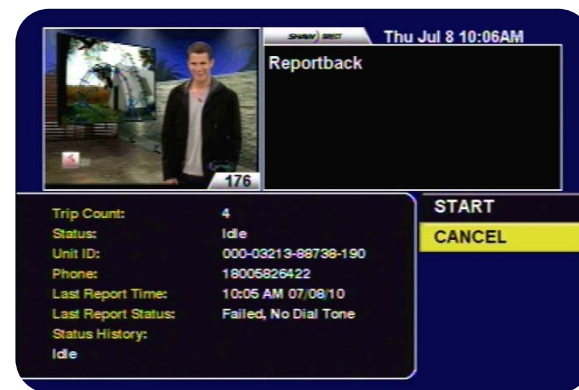 SHAW) DIRECT
Thu Jul 8 10:06AM
Reportback
176
Trip Count: 4
Status: Idle
Unit ID: 000-03213-88738-190
Phone: 18005826422
Last Report Time: 10:05 AM 07/08/10
Last Report Status: Failed, No Dial Tone
Status History:
Idle
START
CANCEL